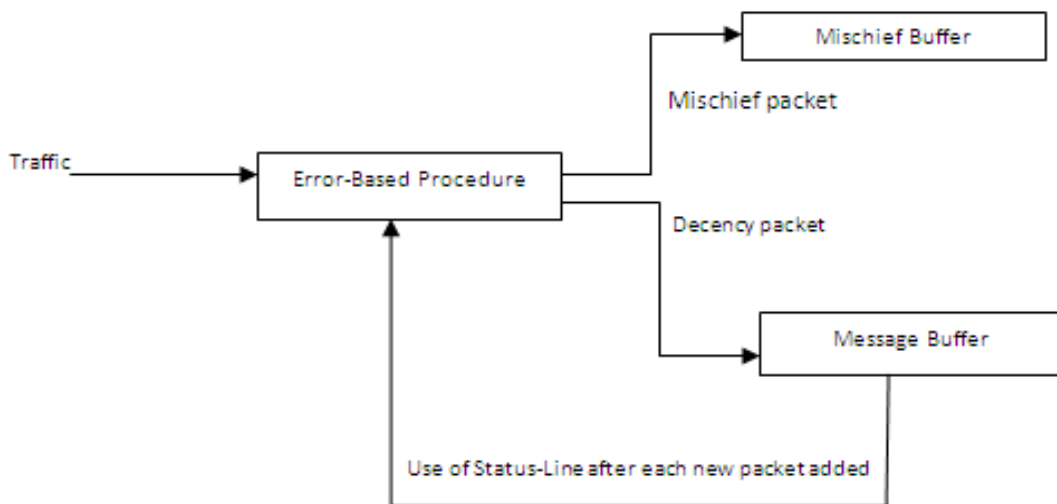 Mischief Buffer
Mischief packet
Traffic
Error-Based Procedure
Decency packet
Message Buffer
Use of Status-Line after each new packet added